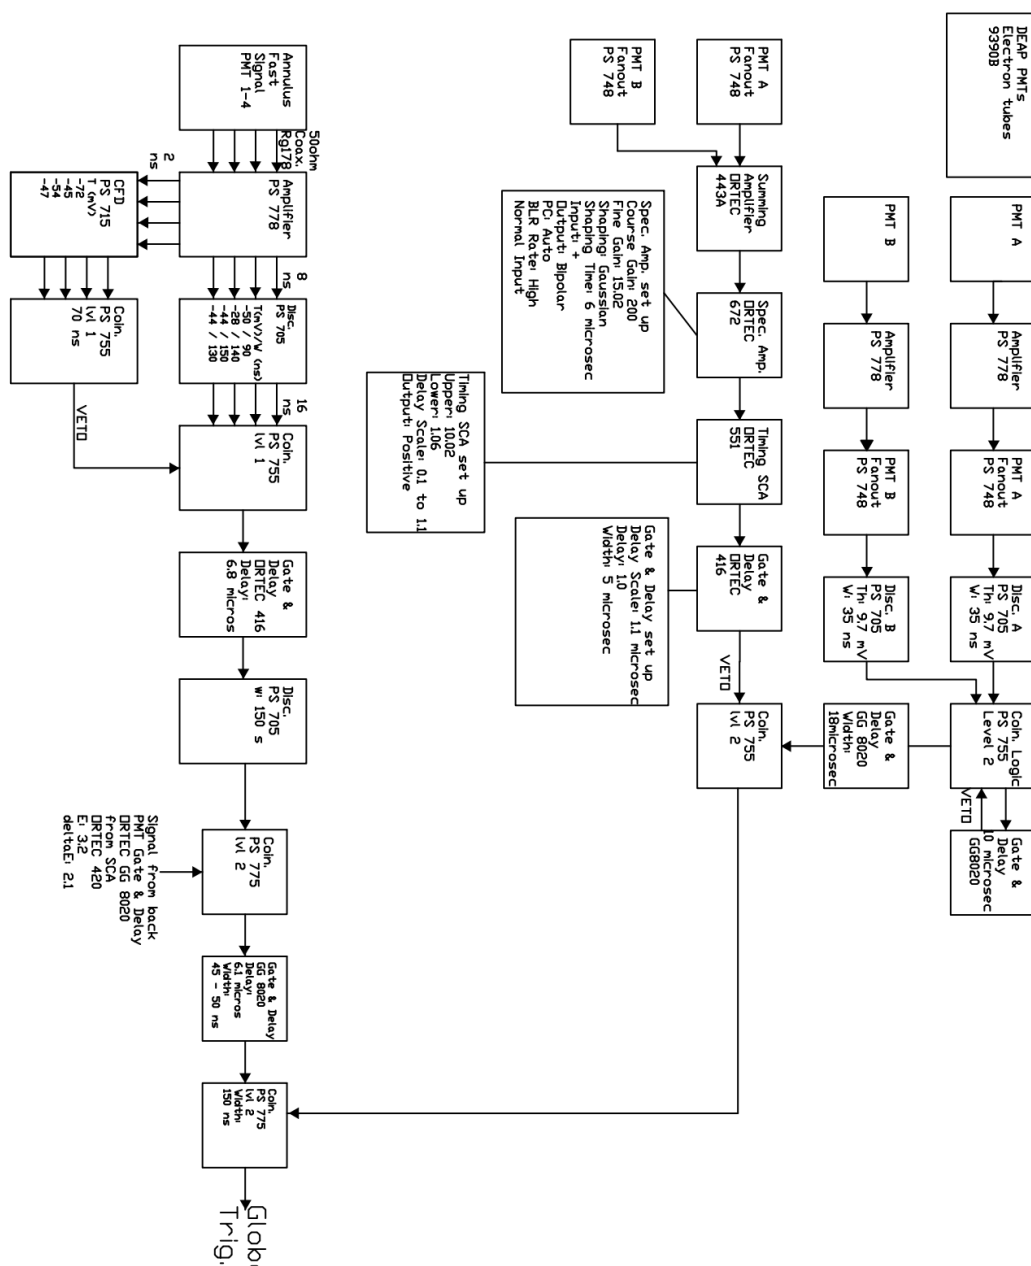 DEAP PMTs
Electron tubes
9390B
PMT A
Amplifier
PS 778
PMT A
Fanout
PS 748
Disc. A
PS 705
Th: 9.7 mV
W: 35 ns
Coin. Logic
PS 755
Level 2
VETO
Gate &
Delay
10 microsec
GG8020
PMT B
Amplifier
PS 778
PMT B
Fanout
PS 748
Disc. B
PS 705
Th: 9.7 mV
W: 35 ns
Gate &
Delay
GG 8020
Width:
18microsec
PMT A
Fanout
PS 748
Summing
Amplifier
ORTEC
443A
Spec. Amp.
ORTEC
672
Timing SCA
ORTEC
551
Gate &
Delay
ORTEC
416
VETO
Coin.
PS 755
lvl 2
PMT B
Fanout
PS 748
Spec. Amp. set up
Course Gain: 200
Fine Gain: 15.02
Shaping: Gaussian
Shaping Time: 6 microsec
Input: +
Output: Bipolar
PC: Auto
BLR Rate: High
Normal Input
Gate & Delay set up
Delay Scale: 1.1 microsec
Delay: 1.0
Width: 5 microsec
Timing SCA set up
Upper: 10.02
Lower: 1.06
Delay Scale: 0.1 to 1.1
Output: Positive
Annulus
Fast
Signal
PMT 1-4
50ohm
Coax.
Rg178
Amplifier
PS 778
8
ns
Disc.
PS 705
T(mV)/W (ns)
-50 / 90
-28 / 140
-44 / 150
-44 / 130
16
ns
Coin.
PS 755
lvl 1
Gate &
Delay
ORTEC 416
Delay:
6.8 micros
Disc.
PS 705
w: 150 s
Coin.
PS 775
lvl 2
Gate & Delay
GG 8020
Delay:
6.1 micros
Width:
45 - 50 ns
Coin.
PS 775
lvl 2
Width:
150 ns
Trig.
2
ns
CFD
PS 715
T (mV)
-72
-45
-54
-47
Coin.
PS 755
lvl 1
70 ns
VETO
Signal from back
PMT Gate & Delay
ORTEC GG 8020
from SCA
ORTEC 420
E: 3.2
deltaE: 2.1